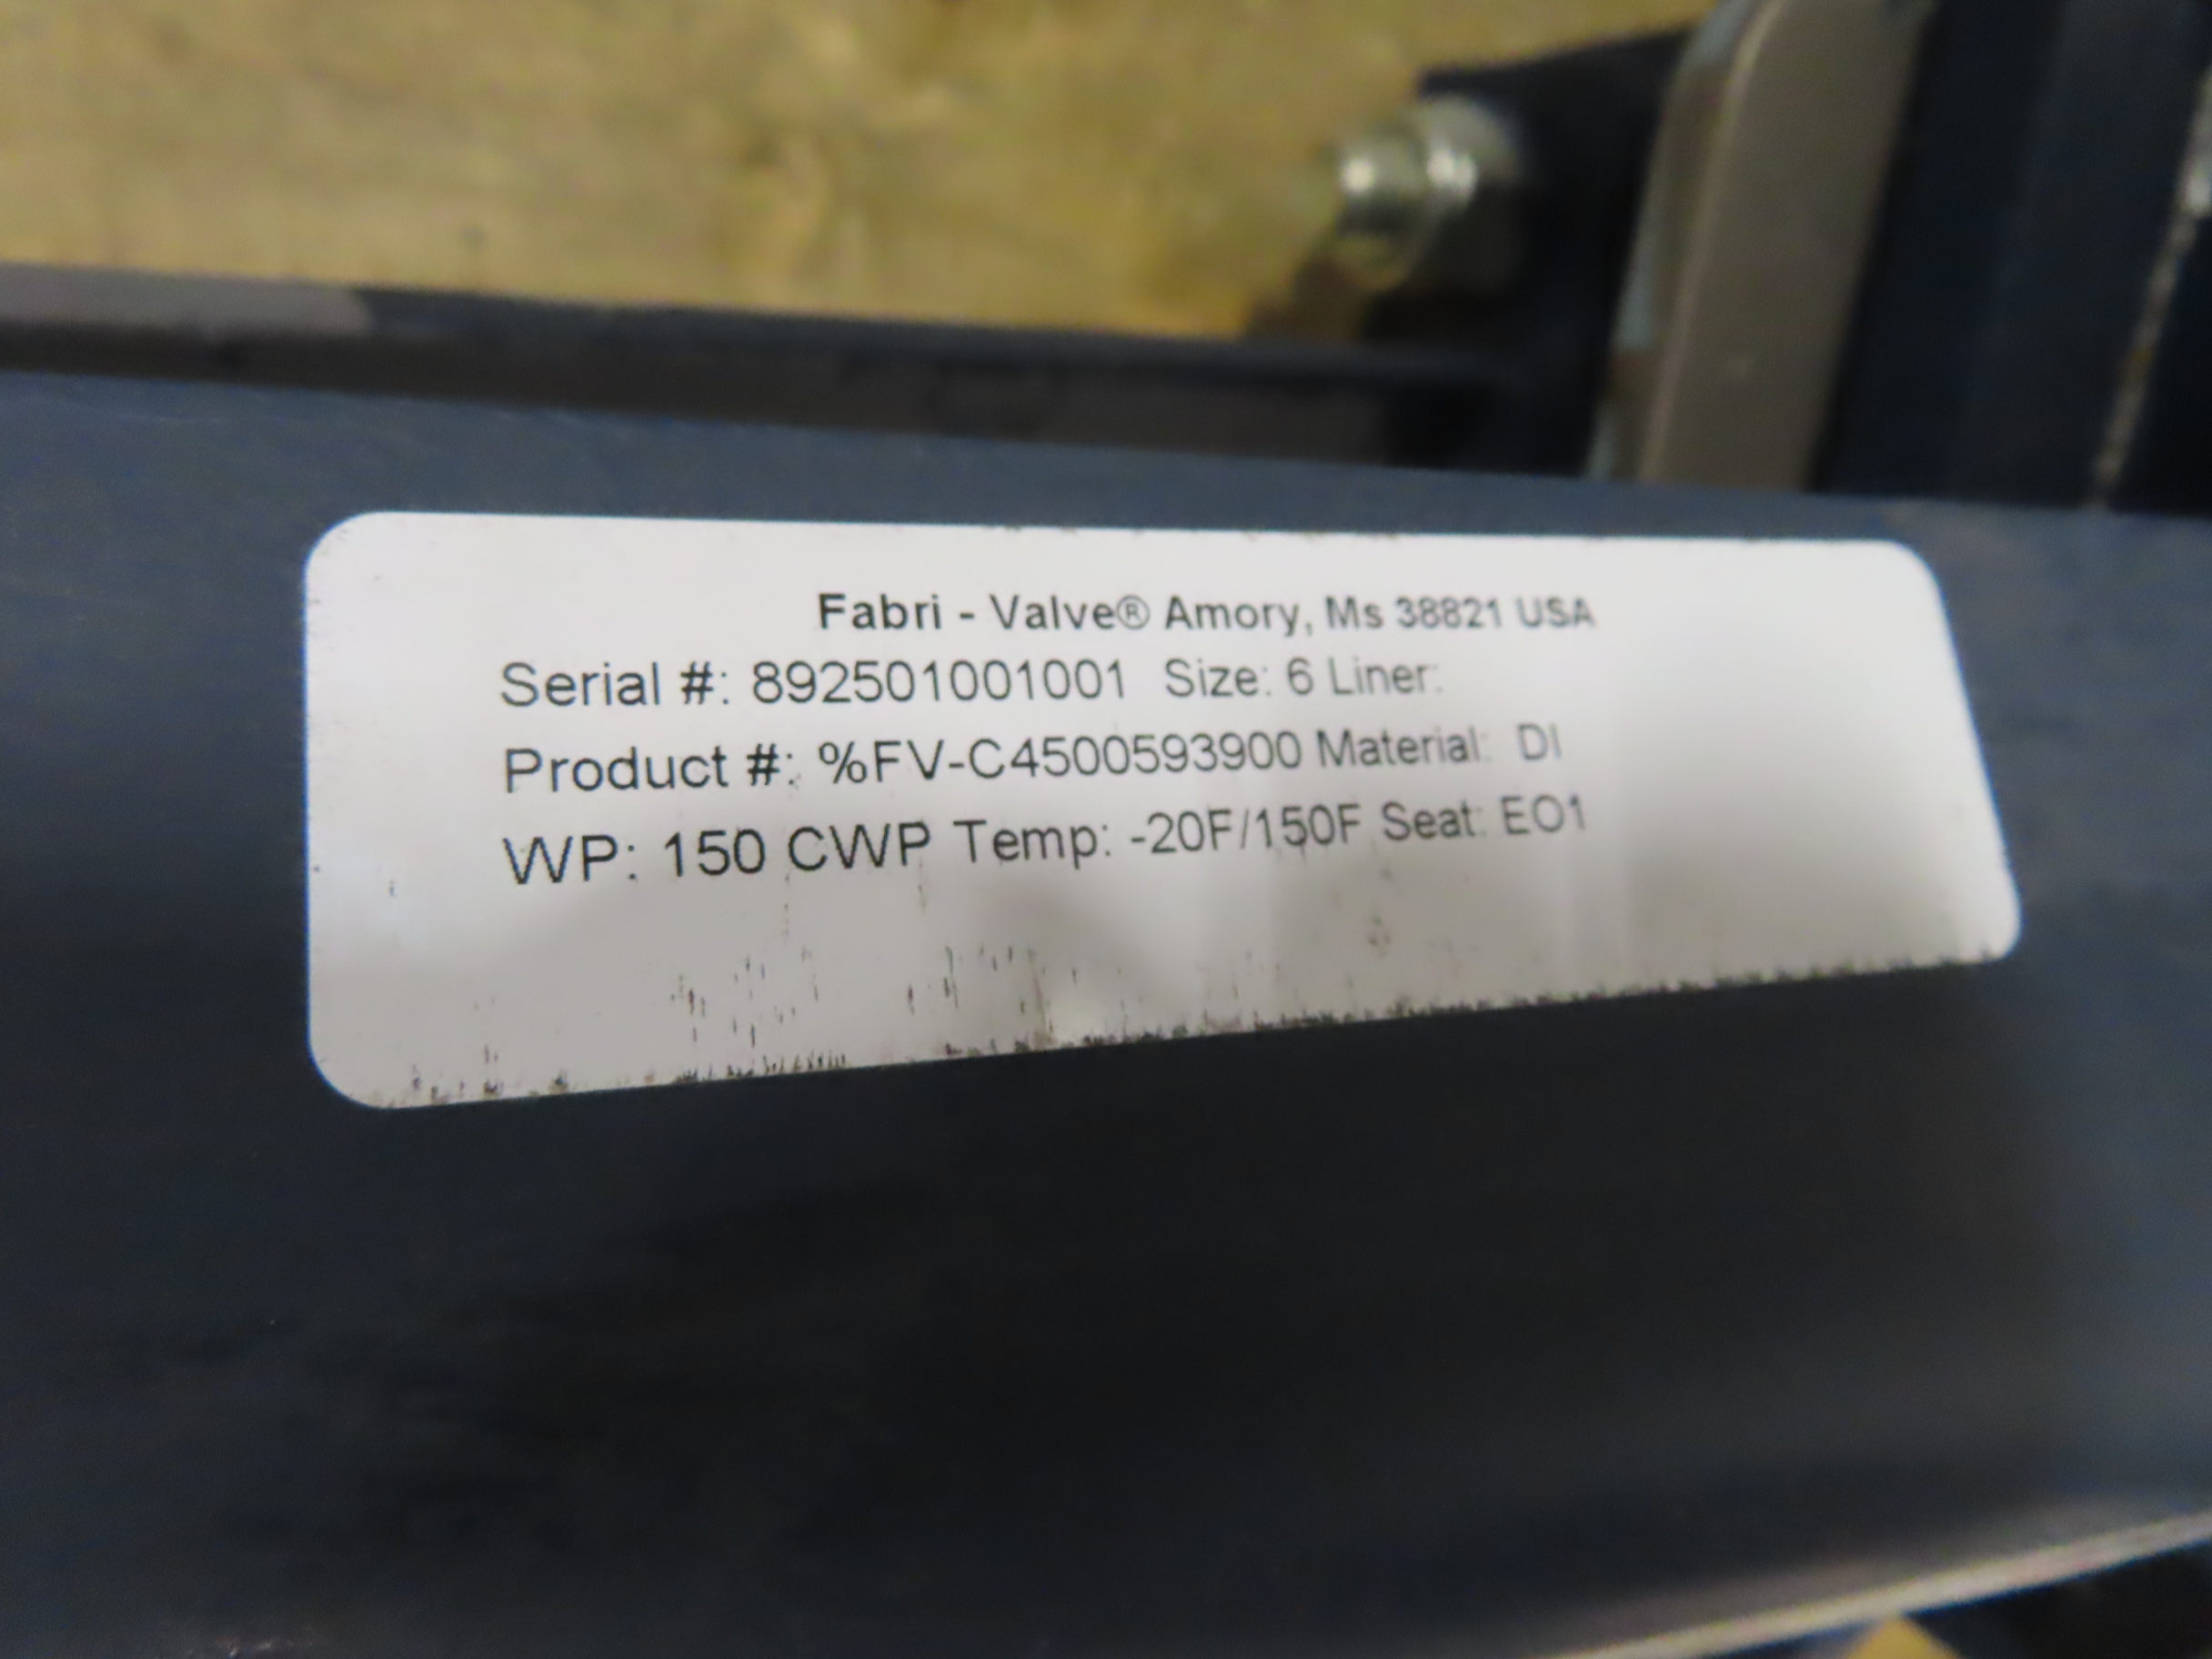 Fabri - Valve® Amory, Ms 38821 USA
Serial #: 892501001001 Size: 6 Liner:
Product #: %FV-C4500593900 Material: DI
WP: 150 CWP Temp: -20F/150F Seat: EO1